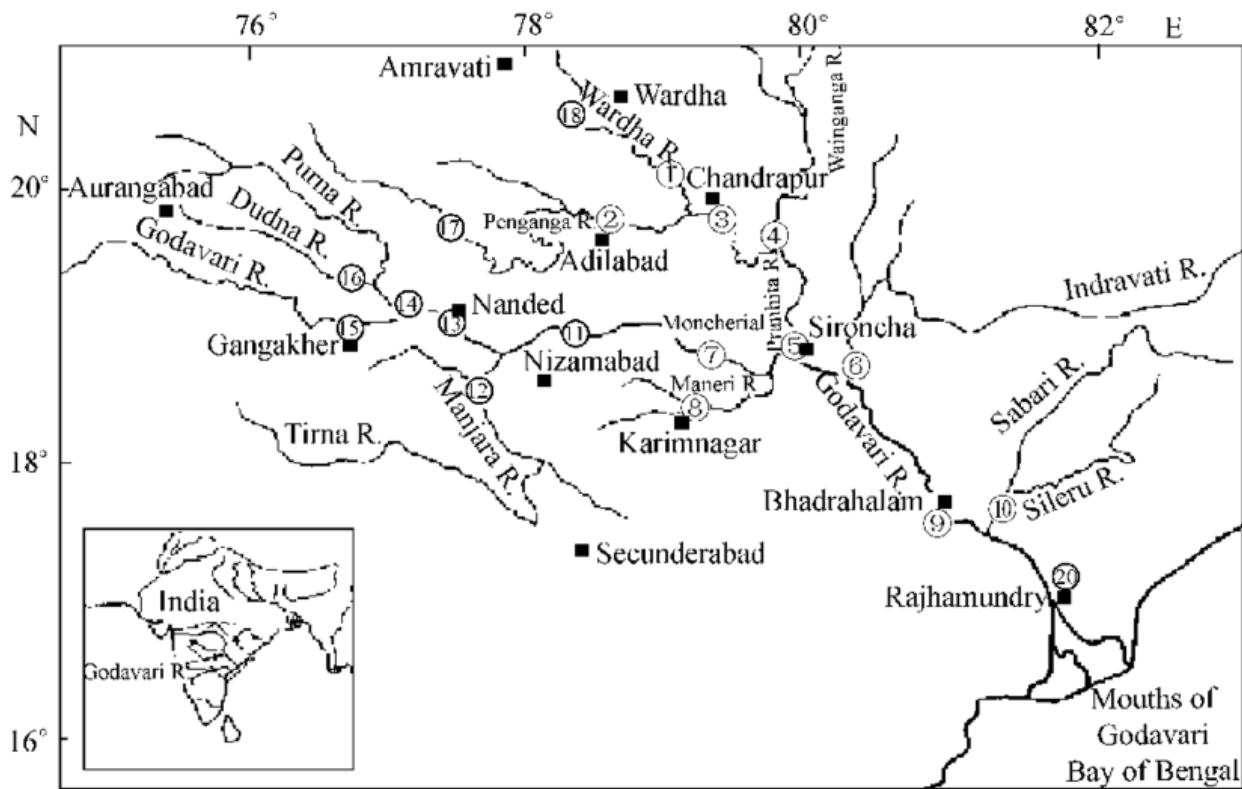 76° 78° 80° 82° E
N
20°
18°
16°
Amravati
Wardha
⑱
Wardha R.
Wainganga R.
①
Chandrapur
Purna R.
Aurangabad
Dudna R.
Godavari R.
⑰
Penganga R.
②
③
④
Adilabad
Pranhita R.
Indravati R.
⑯
⑭
Nanded
⑬
⑮
Gangakher
⑪
Moncherial
Sironcha
⑤
⑥
⑦
Nizamabad
⑫
Maneri R.
⑧
Karimnagar
Manjara R.
Tirna R.
Godavari R.
Sabari R.
Sileru R.
Bhadrahalam
⑨
⑩
Secunderabad
⑳
Rajhamundry
India
Godavari R
Mouths of
Godavari
Bay of Bengal